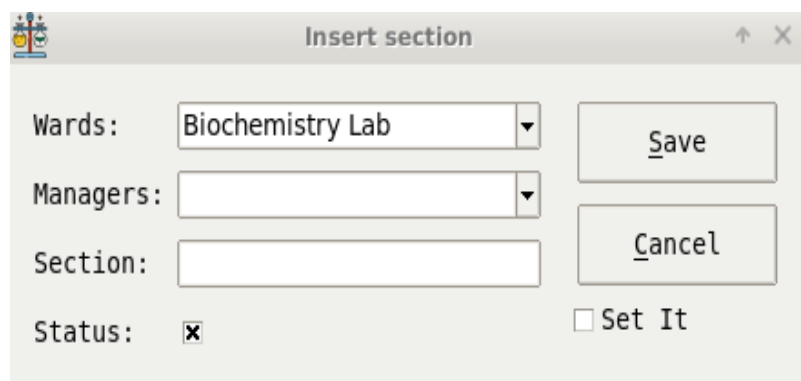 Insert section
Wards: Biochemistry Lab
Save
Managers:
Cancel
Section:
Set It
Status: